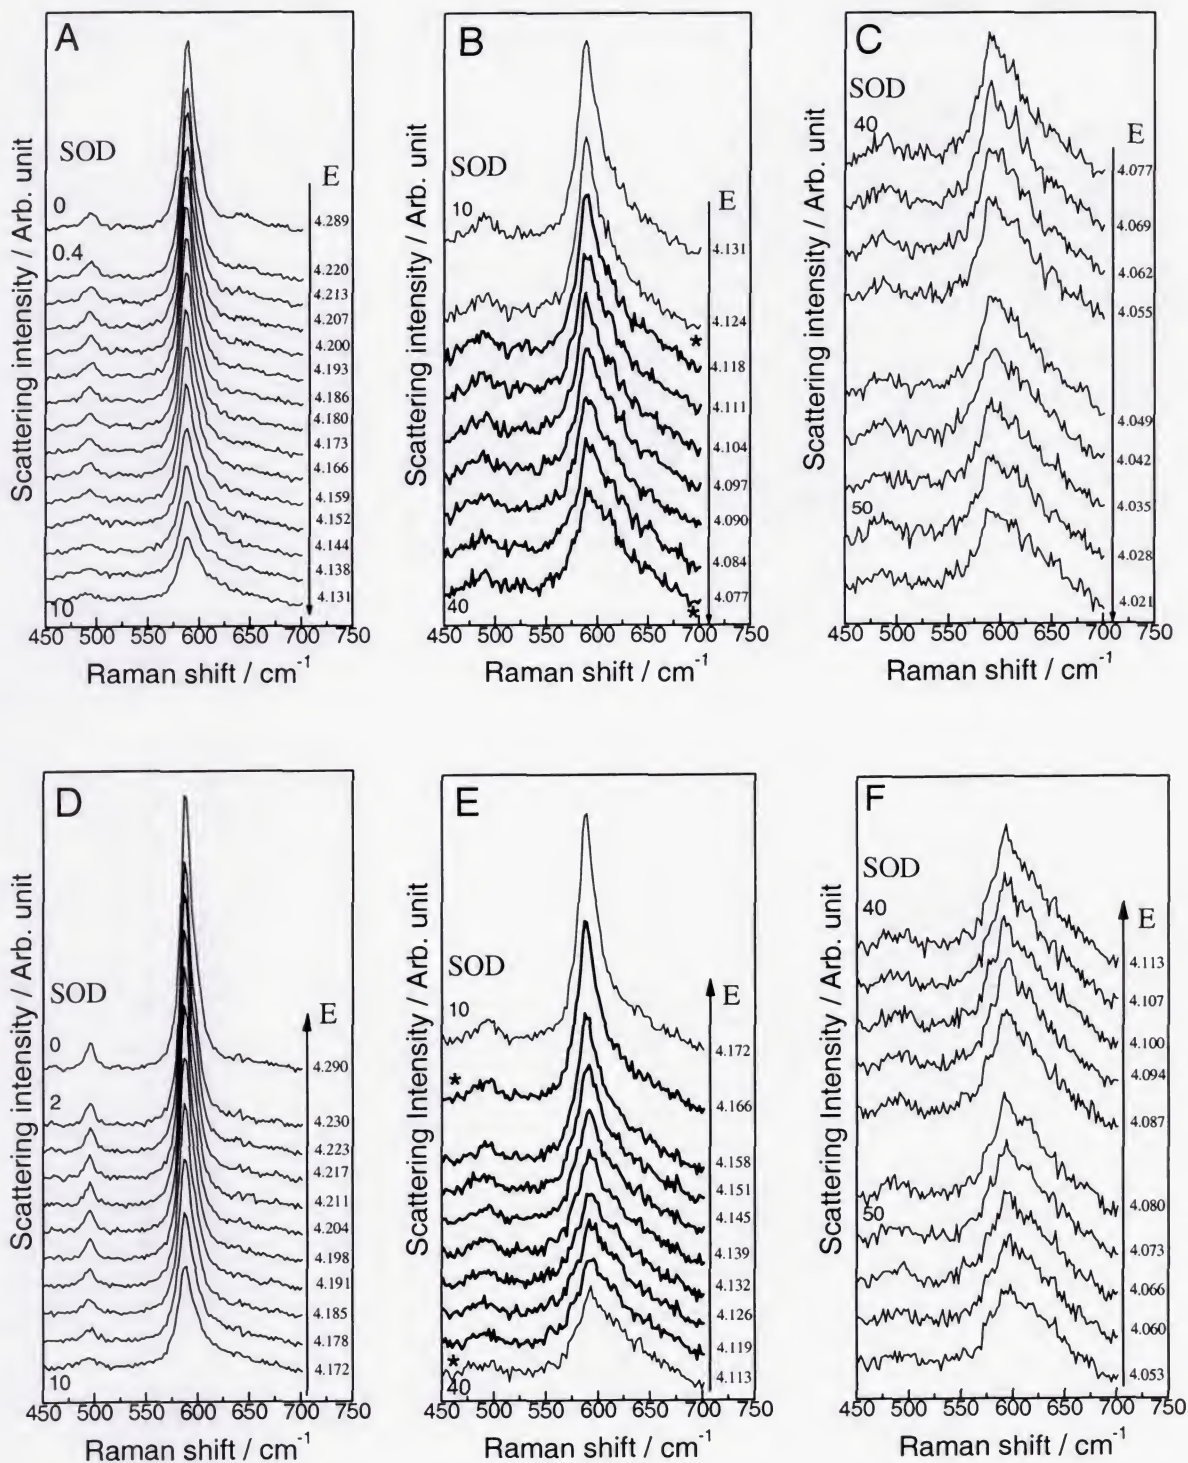 A
Scattering intensity / Arb. unit
SOD
E
0
4.289
0.4
4.220
4.213
4.207
4.200
4.193
4.186
4.180
4.173
4.166
4.159
4.152
4.144
4.138
4.131
10
450 500 550 600 650 700 750
Raman shift / cm⁻¹
B
Scattering intensity / Arb. unit
SOD
E
10
4.131
4.124
*
4.118
4.111
4.104
4.097
4.090
4.084
4.077
40
*
450 500 550 600 650 700 750
Raman shift / cm⁻¹
C
Scattering intensity / Arb. unit
SOD
40
E
4.077
4.069
4.062
4.055
4.049
4.042
4.035
50
4.028
4.021
450 500 550 600 650 700 750
Raman shift / cm⁻¹
D
Scattering intensity / Arb. unit
SOD
E
0
4.290
2
4.230
4.223
4.217
4.211
4.204
4.198
4.191
4.185
4.178
4.172
10
450 500 550 600 650 700 750
Raman shift / cm⁻¹
E
Scattering Intensity / Arb. unit
SOD
E
10
4.172
*
4.166
4.158
4.151
4.145
4.139
4.132
4.126
4.119
*
4.113
40
450 500 550 600 650 700 750
Raman shift / cm⁻¹
F
Scattering Intensity / Arb. unit
SOD
40
E
4.113
4.107
4.100
4.094
4.087
4.080
50
4.073
4.066
4.060
4.053
450 500 550 600 650 700 750
Raman shift / cm⁻¹